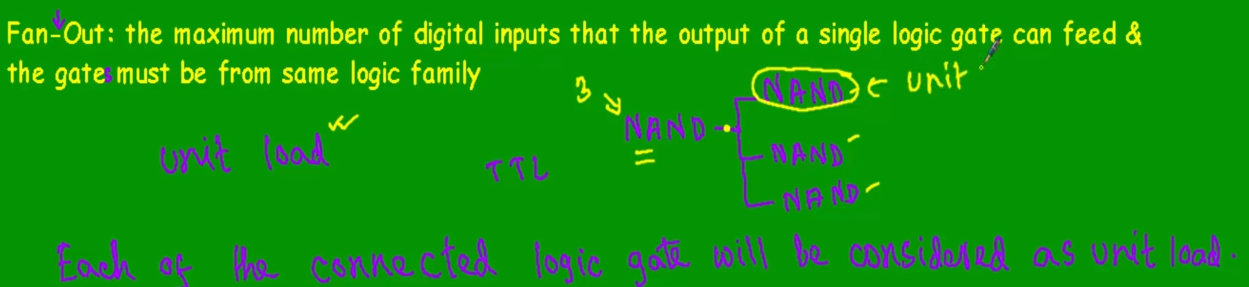 Fan-Out: the maximum number of digital inputs that the output of a single logic gate can feed &
the gates must be from same logic family
3
NAND ← unit
NAND
unit load
TTL
NAND
NAND
Each of the connected logic gate will be considered as unit load.